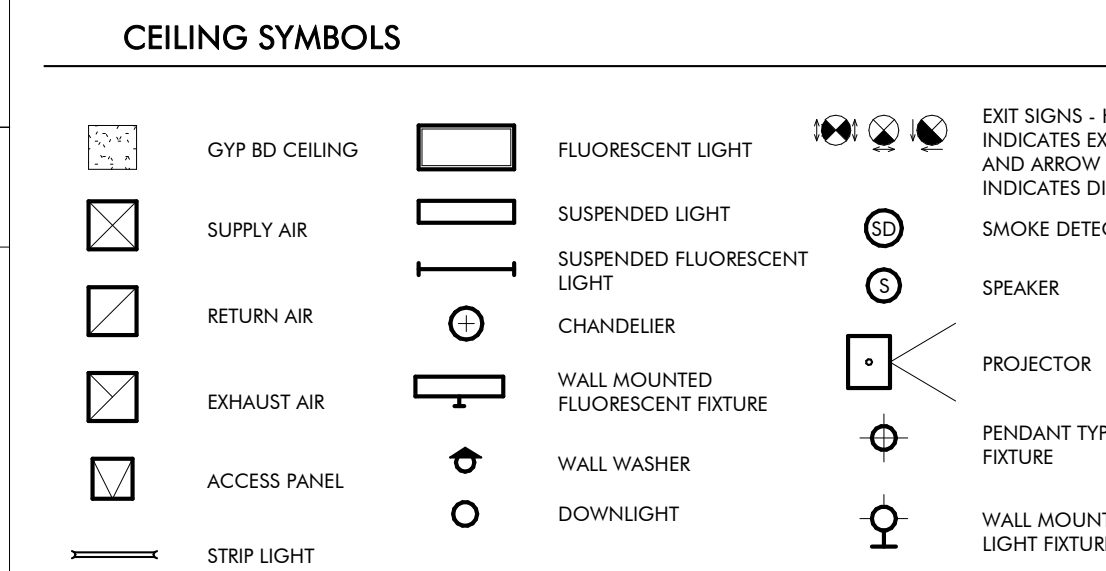 CEILING SYMBOLS
GYP BD CEILING
SUPPLY AIR
RETURN AIR
EXHAUST AIR
ACCESS PANEL
STRIP LIGHT
FLUORESCENT LIGHT
SUSPENDED LIGHT
SUSPENDED FLUORESCENT
LIGHT
CHANDELIER
WALL MOUNTED
FLUORESCENT FIXTURE
WALL WASHER
DOWNLIGHT
EXIT SIGNS -
INDICATES
AND ARROW
INDICATES
SD
SMOKE
S
SPEAKER
PROJECTOR
PENDANT
FIXTURE
WALL
LIGHT